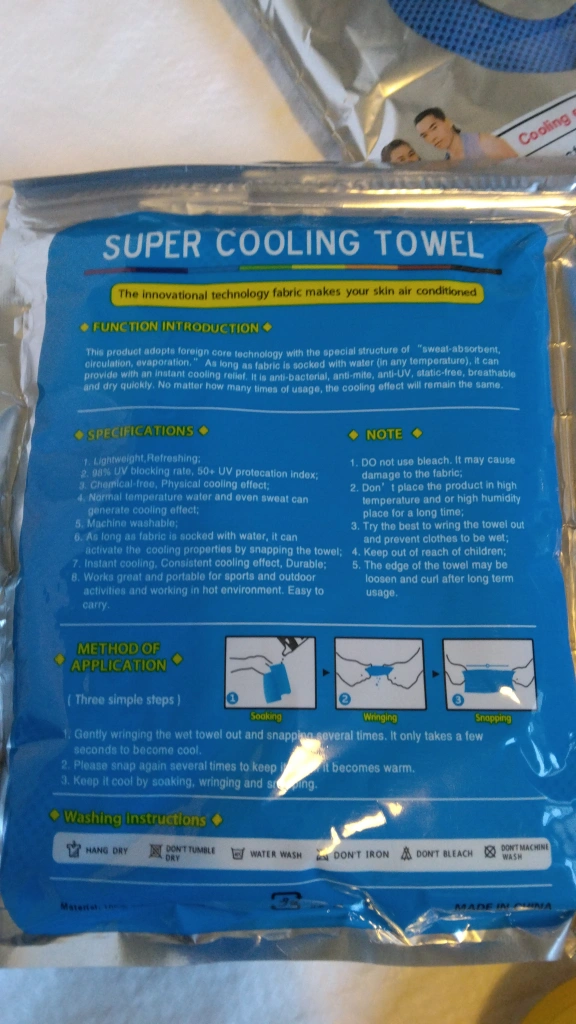 Cooling
SUPER COOLING TOWEL
The innovational technology fabric makes your skin air conditioned
◆ FUNCTION INTRODUCTION ◆
This product adopts foreign core technology with the special structure of "sweat-absorbent,
circulation, evaporation." As long as fabric is socked with water (in any temperature), it can
provide with an instant cooling relief. It is anti-bacterial, anti-mite, anti-UV, static-free, breathable
and dry quickly. No matter how many times of usage, the cooling effect will remain the same.
◆ SPECIFICATIONS ◆
1. Lightweight,Refreshing;
2. 98% UV blocking rate, 50+ UV protecation index;
3. Chemical-free, Physical cooling effect;
4. Normal temperature water and even sweat can
generate cooling effect;
5. Machine washable;
6. As long as fabric is socked with water, it can
activate the cooling properties by snapping the towel;
7. Instant cooling, Consistent cooling effect, Durable;
8. Works great and portable for sports and outdoor
activities and working in hot environment. Easy to
carry.
◆ NOTE ◆
1. DO not use bleach. It may cause
damage to the fabric;
2. Don't place the product in high
temperature and or high humidity
place for a long time;
3. Try the best to wring the towel out
and prevent clothes to be wet;
4. Keep out of reach of children;
5. The edge of the towel may be
loosen and curl after long term
usage.
◆ METHOD OF
APPLICATION ◆
( Three simple steps )
1
2
3
Soaking
Wringing
Snapping
1. Gently wringing the wet towel out and snapping several times. It only takes a few
seconds to become cool.
2. Please snap again several times to keep it becomes warm.
3. Keep it cool by soaking, wringing and snapping.
◆ Washing instructions ◆
HANG DRY
DON'T TUMBLE
DRY
WATER WASH
DON'T IRON
DON'T BLEACH
DON'T MACHINE
WASH
Material:
MADE IN CHINA